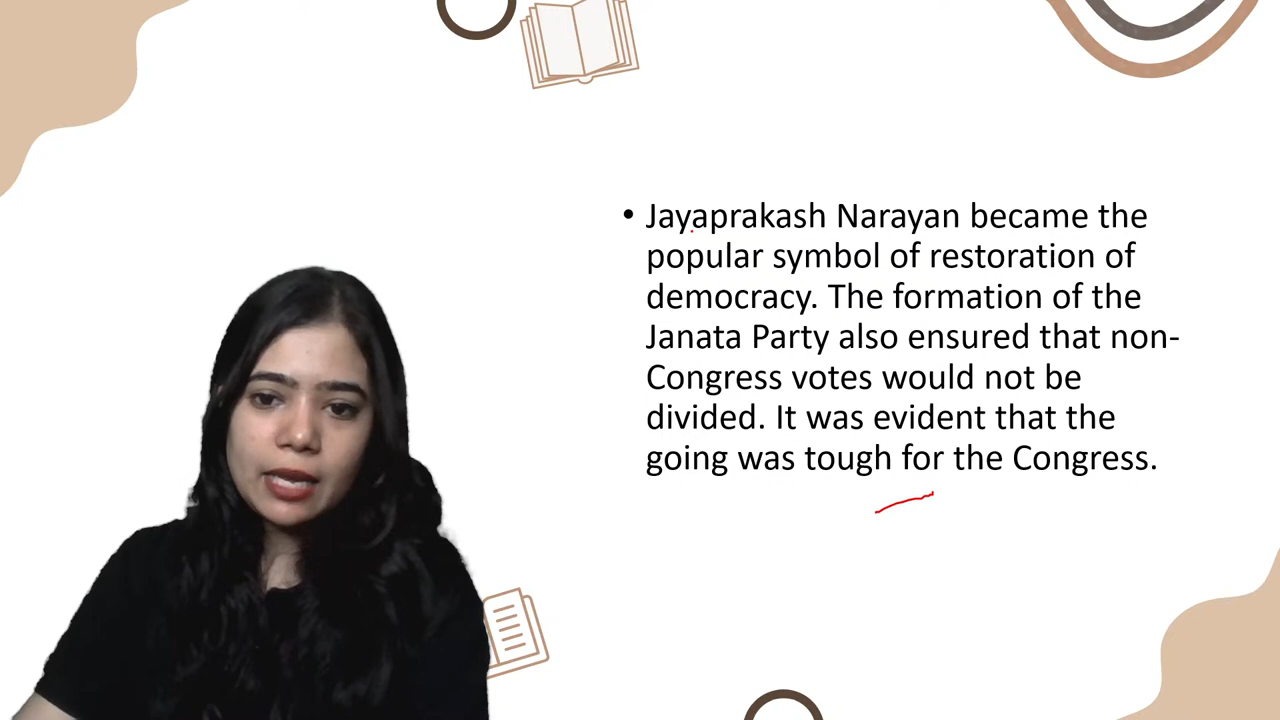 • Jayaprakash Narayan became the
popular symbol of restoration of
democracy. The formation of the
Janata Party also ensured that non-
Congress votes would not be
divided. It was evident that the
going was tough for the Congress.